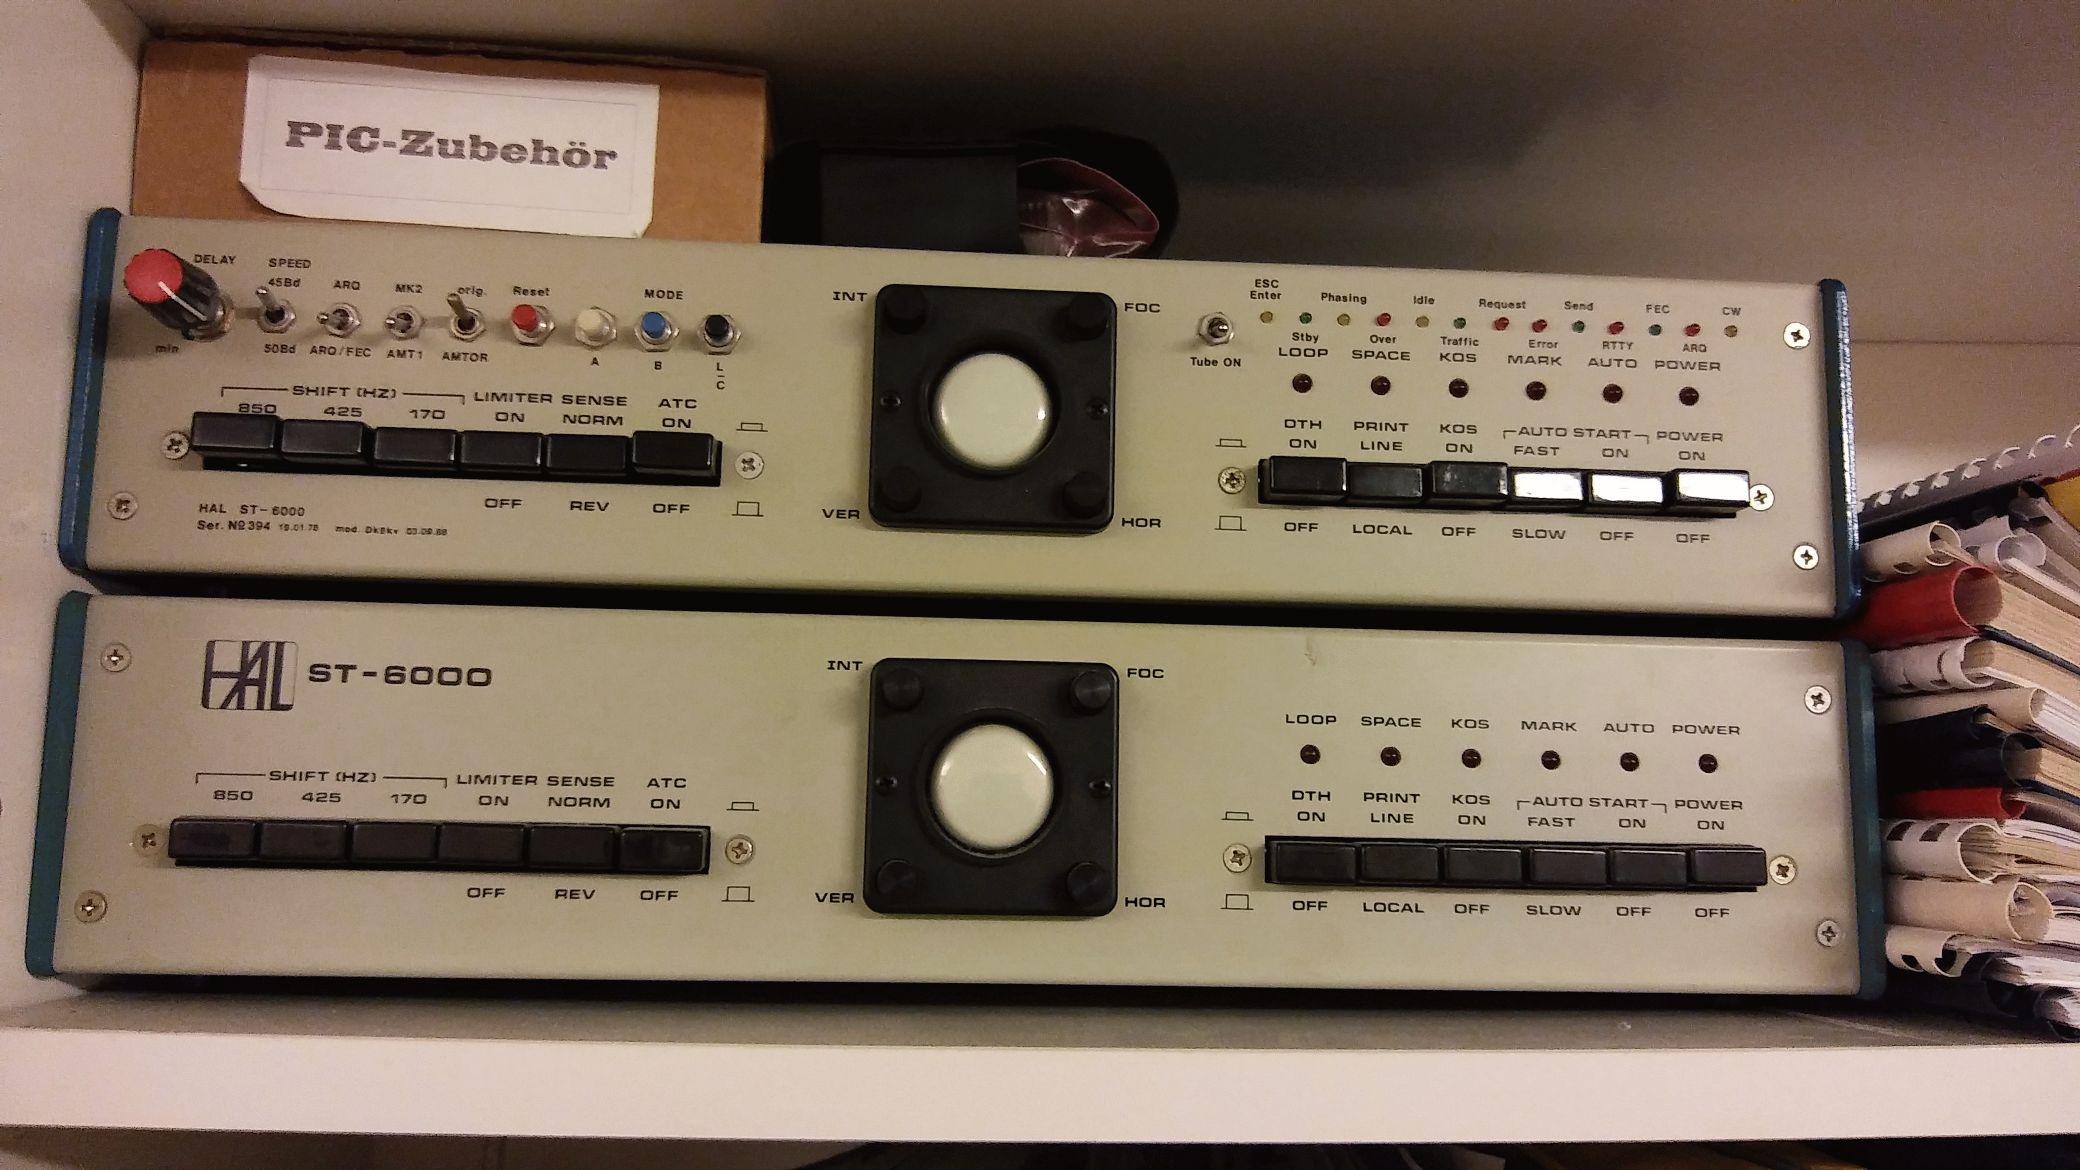 PIC-Zubehör
DELAY
SPEED
45Bd
ARQ
MK2
orig.
Reset
MODE
min
50Bd
ARQ/FEC
AMT1
AMTOR
A
B
L
C
INT
FOC
VER
HOR
Tube ON
ESC
Enter
Phasing
Idle
Request
Send
FEC
CW
Stby
Over
Traffic
Error
RTTY
ARQ
LOOP SPACE KOS MARK AUTO POWER
SHIFT (HZ) LIMITER SENSE ATC
850 425 170 ON NORM ON
OFF REV OFF
DTH PRINT KOS AUTO START POWER
ON LINE ON FAST ON ON
OFF LOCAL OFF SLOW OFF OFF
HAL ST-6000
Ser. No 394 19.01.78
HAL ST-6000
INT
FOC
VER
HOR
SHIFT (HZ) LIMITER SENSE ATC
850 425 170 ON NORM ON
OFF REV OFF
LOOP SPACE KOS MARK AUTO POWER
DTH PRINT KOS AUTO START POWER
ON LINE ON FAST ON ON
OFF LOCAL OFF SLOW OFF OFF